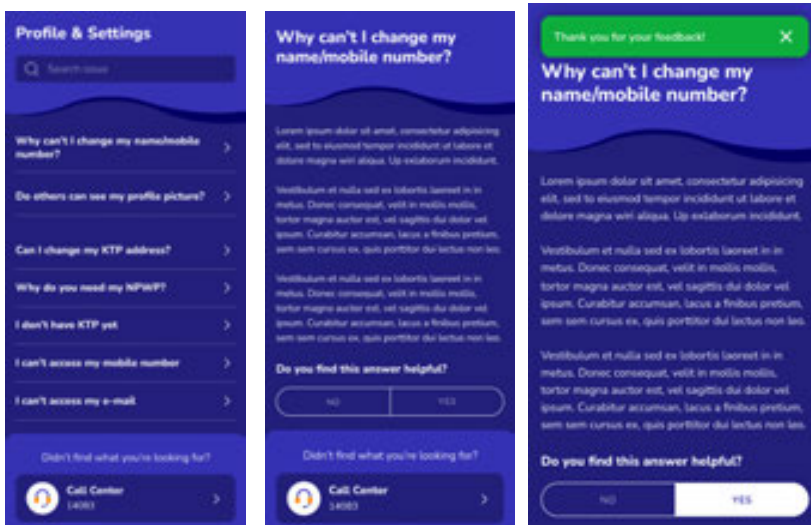 Profile & Settings
Search issue
Why can't I change my name/mobile
number?
Do others can see my profile picture?
Can I change my KTP address?
Why do you need my NPWP?
I don't have KTP yet
I can't access my mobile number
I can't access my e-mail
Didn't find what you're looking for?
Call Center
14083
Why can't I change my
name/mobile number?
Lorem ipsum dolor sit amet, consectetur adipisicing
elit, sed to eiusmod tempor incididunt ut labore et
dolore magna wiri aliqua. Up exlaborum incididunt.
Vestibulum et nulla sed ex lobortis laoreet in in
metus. Donec consequat, velit in mollis mollis,
tortor magna auctor est, vel sagittis dui dolor vel
ipsum. Curabitur accumsan, lacus a finibus pretium,
sem sem cursus ex, quis porttitor dui lectus non leo.
Vestibulum et nulla sed ex lobortis laoreet in in
metus. Donec consequat, velit in mollis mollis,
tortor magna auctor est, vel sagittis dui dolor vel
ipsum. Curabitur accumsan, lacus a finibus pretium,
sem sem cursus ex, quis porttitor dui lectus non leo.
Do you find this answer helpful?
NO
YES
Didn't find what you're looking for?
Call Center
14083
Thank you for your feedback!
Why can't I change my
name/mobile number?
Lorem ipsum dolor sit amet, consectetur adipisicing
elit, sed to eiusmod tempor incididunt ut labore et
dolore magna wiri aliqua. Up exlaborum incididunt.
Vestibulum et nulla sed ex lobortis laoreet in in
metus. Donec consequat, velit in mollis mollis,
tortor magna auctor est, vel sagittis dui dolor vel
ipsum. Curabitur accumsan, lacus a finibus pretium,
sem sem cursus ex, quis porttitor dui lectus non leo.
Vestibulum et nulla sed ex lobortis laoreet in in
metus. Donec consequat, velit in mollis mollis,
tortor magna auctor est, vel sagittis dui dolor vel
ipsum. Curabitur accumsan, lacus a finibus pretium,
sem sem cursus ex, quis porttitor dui lectus non leo.
Do you find this answer helpful?
NO
YES